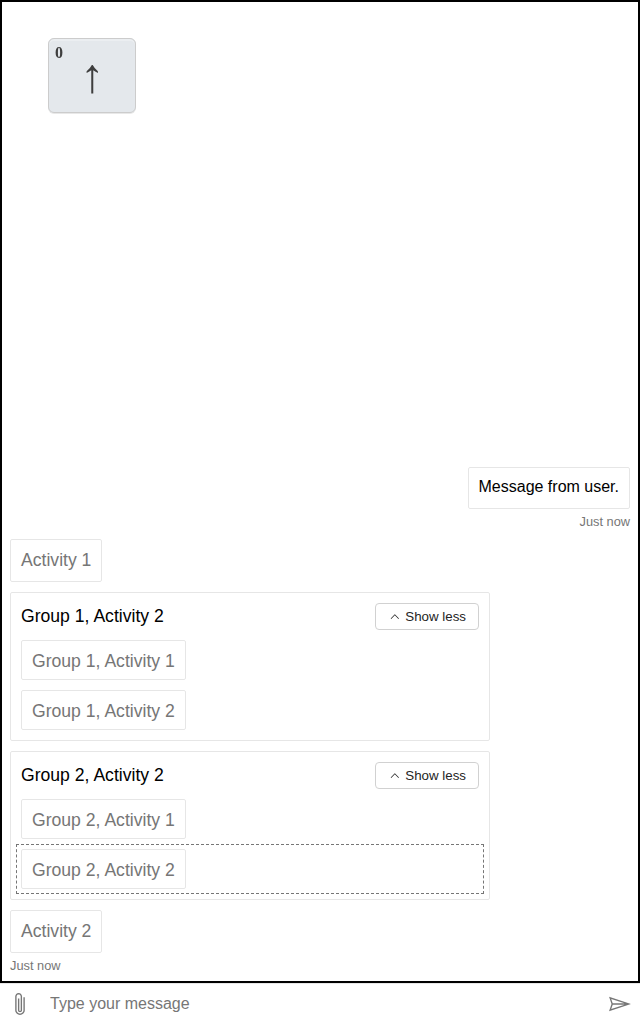 0
↑
Message from user.
Just now
Activity 1
Group 1, Activity 2
Show less
Group 1, Activity 1
Group 1, Activity 2
Group 2, Activity 2
Show less
Group 2, Activity 1
Group 2, Activity 2
Activity 2
Just now
Type your message